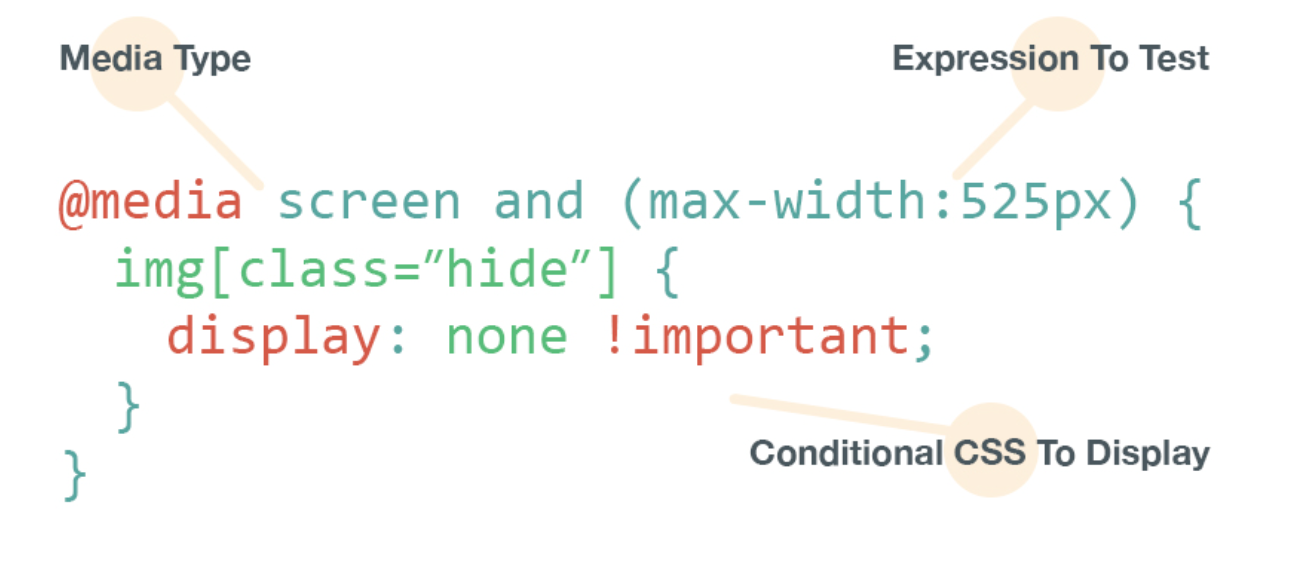 Media Type
Expression To Test
@media screen and (max-width:525px) {
img[class=”hide”] {
display: none !important;
}
Conditional CSS To Display
}